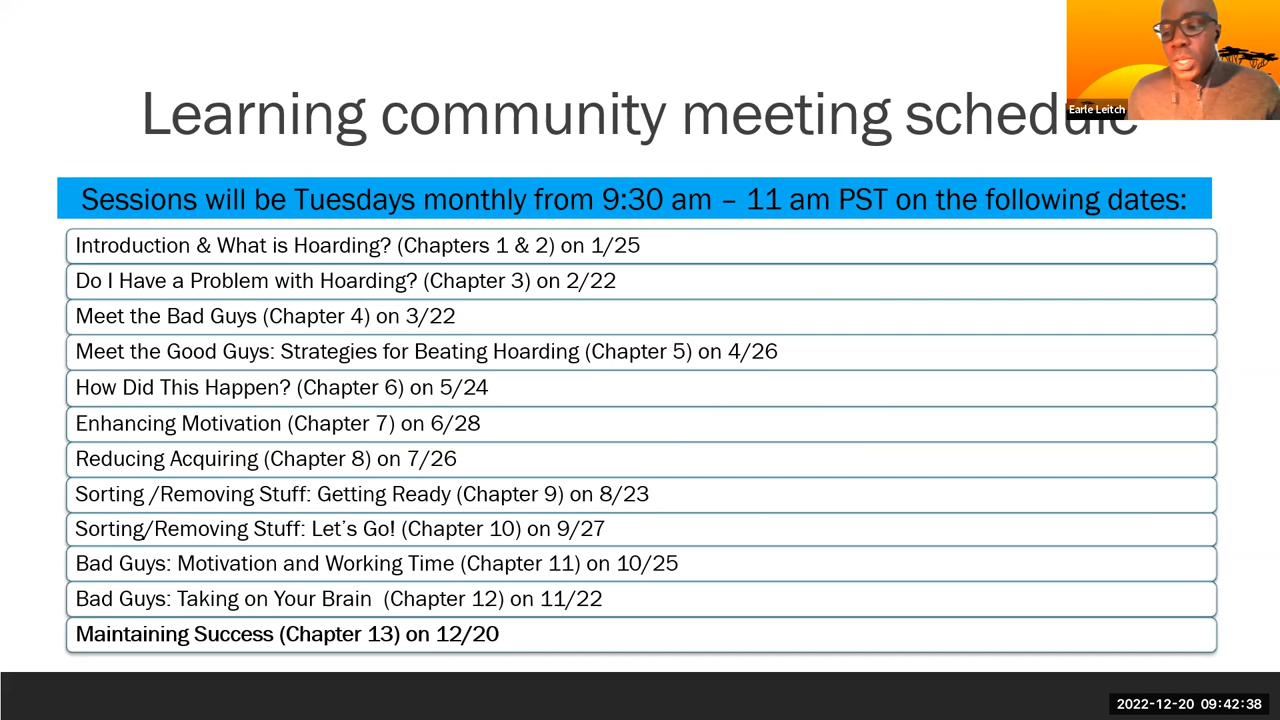 Learning community meeting schedule
Earle Leitch
Sessions will be Tuesdays monthly from 9:30 am – 11 am PST on the following dates:
Introduction & What is Hoarding? (Chapters 1 & 2) on 1/25
Do I Have a Problem with Hoarding? (Chapter 3) on 2/22
Meet the Bad Guys (Chapter 4) on 3/22
Meet the Good Guys: Strategies for Beating Hoarding (Chapter 5) on 4/26
How Did This Happen? (Chapter 6) on 5/24
Enhancing Motivation (Chapter 7) on 6/28
Reducing Acquiring (Chapter 8) on 7/26
Sorting /Removing Stuff: Getting Ready (Chapter 9) on 8/23
Sorting/Removing Stuff: Let’s Go! (Chapter 10) on 9/27
Bad Guys: Motivation and Working Time (Chapter 11) on 10/25
Bad Guys: Taking on Your Brain  (Chapter 12) on 11/22
Maintaining Success (Chapter 13) on 12/20
2022-12-20 09:42:38